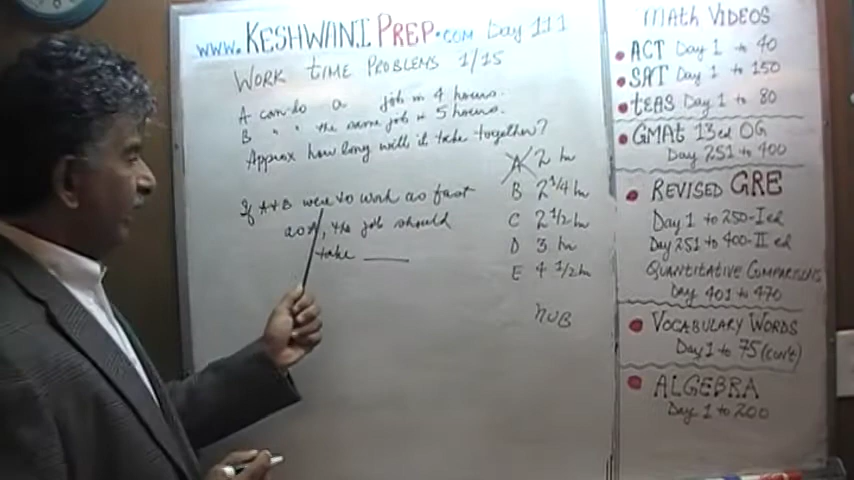 www.KESHWANIPREP.com Day 111
WORK TIME PROBLEMS 1/15
A can do a job in 4 hours.
B " " the same job in 5 hours.
Approx how long will it take together?
A 2 hr
B 2 1/4 hr
C 2 1/2 hr
D 3 hr
E 4 1/2 hr
If A+B were to work as fast
as A, the job should
take ____
MATH VIDEOS
ACT Day 1 to 40
SAT Day 1 to 150
tEAS Day 1 to 80
GMAt 13ed OG
Day 251 to 400
REVISED GRE
Day 1 to 250-I ed
Day 251 to 400-II ed
QUANTITATIVE COMPARISONS
Day 401 to 470
VOCABULARY WORDS
Day 1 to 75 (con't)
ALGEBRA
Day 1 to 200